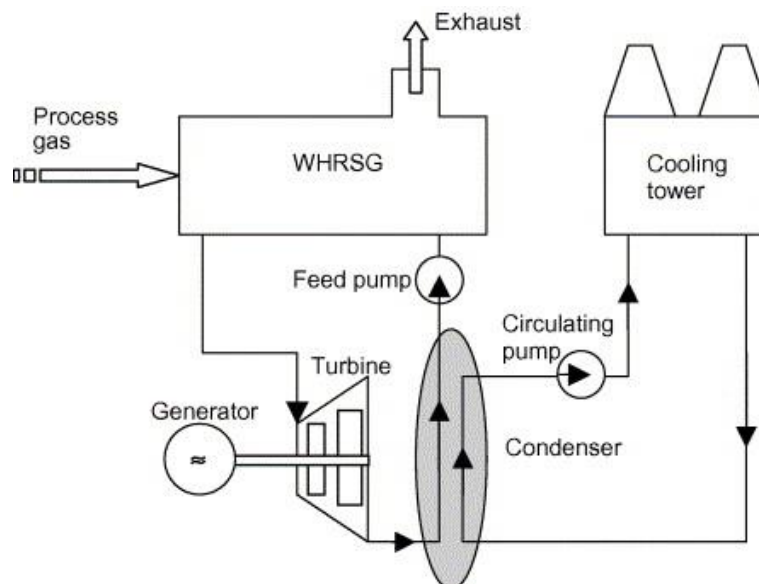 Exhaust
Process
gas
WHRSG
Cooling
tower
Feed pump
Circulating
pump
Turbine
Generator
≈
Condenser